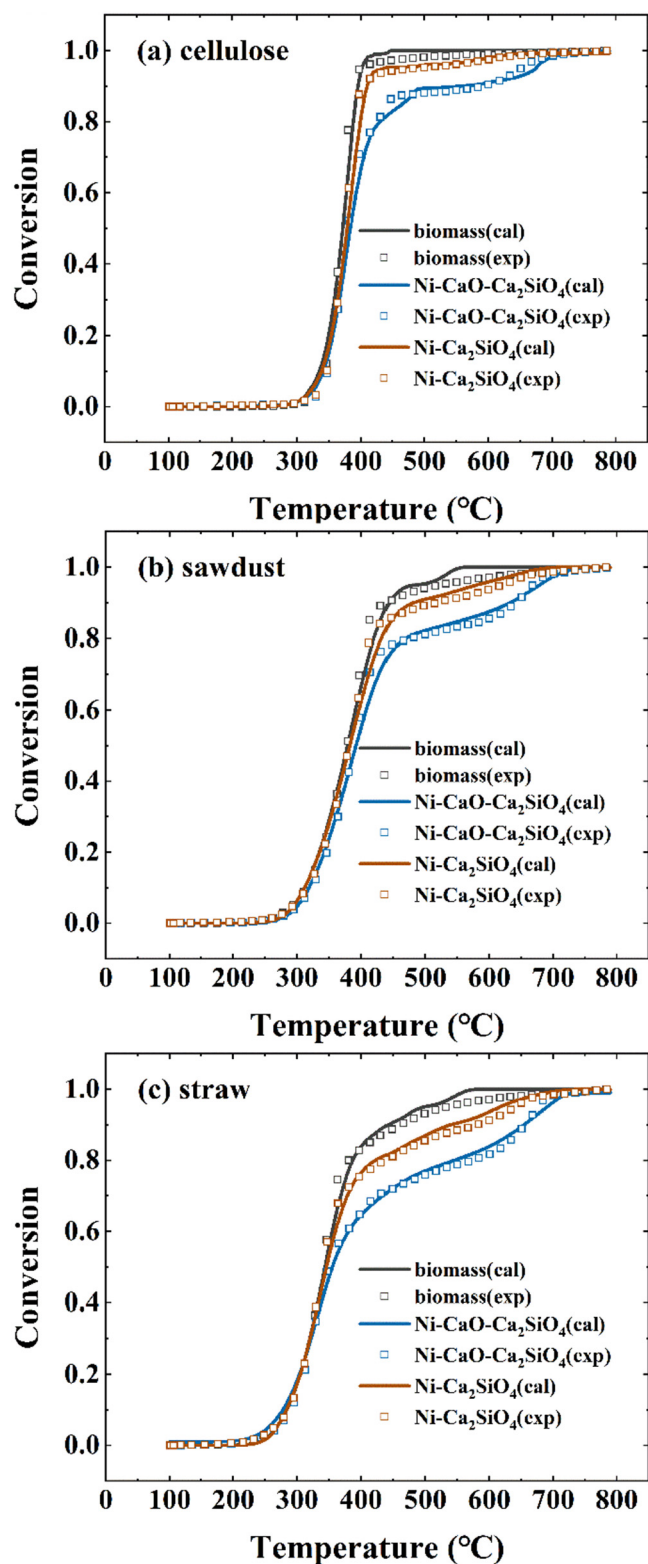 (a) cellulose
1.0
0.8
0.6
0.4
0.2
0.0
Conversion
biomass(cal)
biomass(exp)
Ni-CaO-Ca₂SiO₄(cal)
Ni-CaO-Ca₂SiO₄(cxp)
Ni-Ca₂SiO₄(cal)
Ni-Ca₂SiO₄(cxp)
0 100 200 300 400 500 600 700 800
Temperature (°C)
(b) sawdust
1.0
0.8
0.6
0.4
0.2
0.0
Conversion
biomass(cal)
biomass(exp)
Ni-CaO-Ca₂SiO₄(cal)
Ni-CaO-Ca₂SiO₄(cxp)
Ni-Ca₂SiO₄(cal)
Ni-Ca₂SiO₄(exp)
0 100 200 300 400 500 600 700 800
Temperature (°C)
(c) straw
1.0
0.8
0.6
0.4
0.2
0.0
Conversion
biomass(cal)
biomass(exp)
Ni-CaO-Ca₂SiO₄(cal)
Ni-CaO-Ca₂SiO₄(cxp)
Ni-Ca₂SiO₄(cal)
Ni-Ca₂SiO₄(cxp)
0 100 200 300 400 500 600 700 800
Temperature (°C)